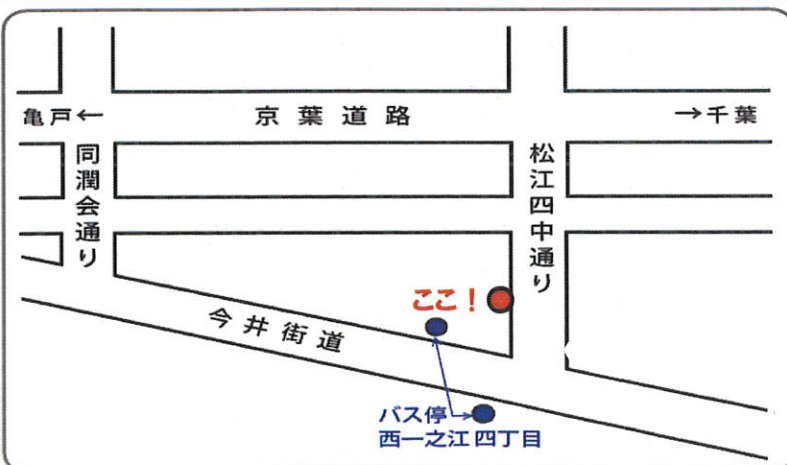 亀戸←
京葉道路
→千葉
同潤会通り
松江四中通り
ここ！
今井街道
バス停
西一之江四丁目